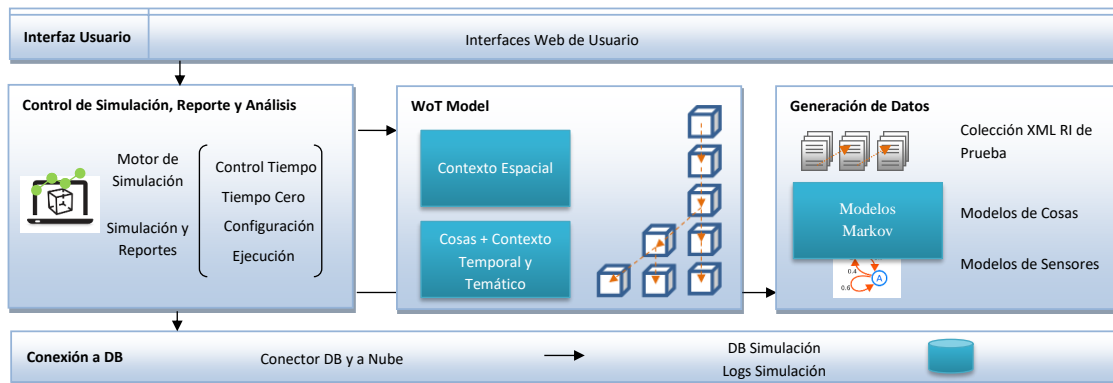 Interfaz Usuario
Interfaces Web de Usuario
Control de Simulación, Reporte y Análisis
Motor de
Simulación
Simulación y
Reportes
Control Tiempo
Tiempo Cero
Configuración
Ejecución
WoT Model
Contexto Espacial
Cosas + Contexto
Temporal y
Temático
Generación de Datos
Colección XML RI de
Prueba
Modelos
Markov
Modelos de Cosas
Modelos de Sensores
0.4
A
0.6
Conexión a DB
Conector DB y a Nube
DB Simulación
Logs Simulación